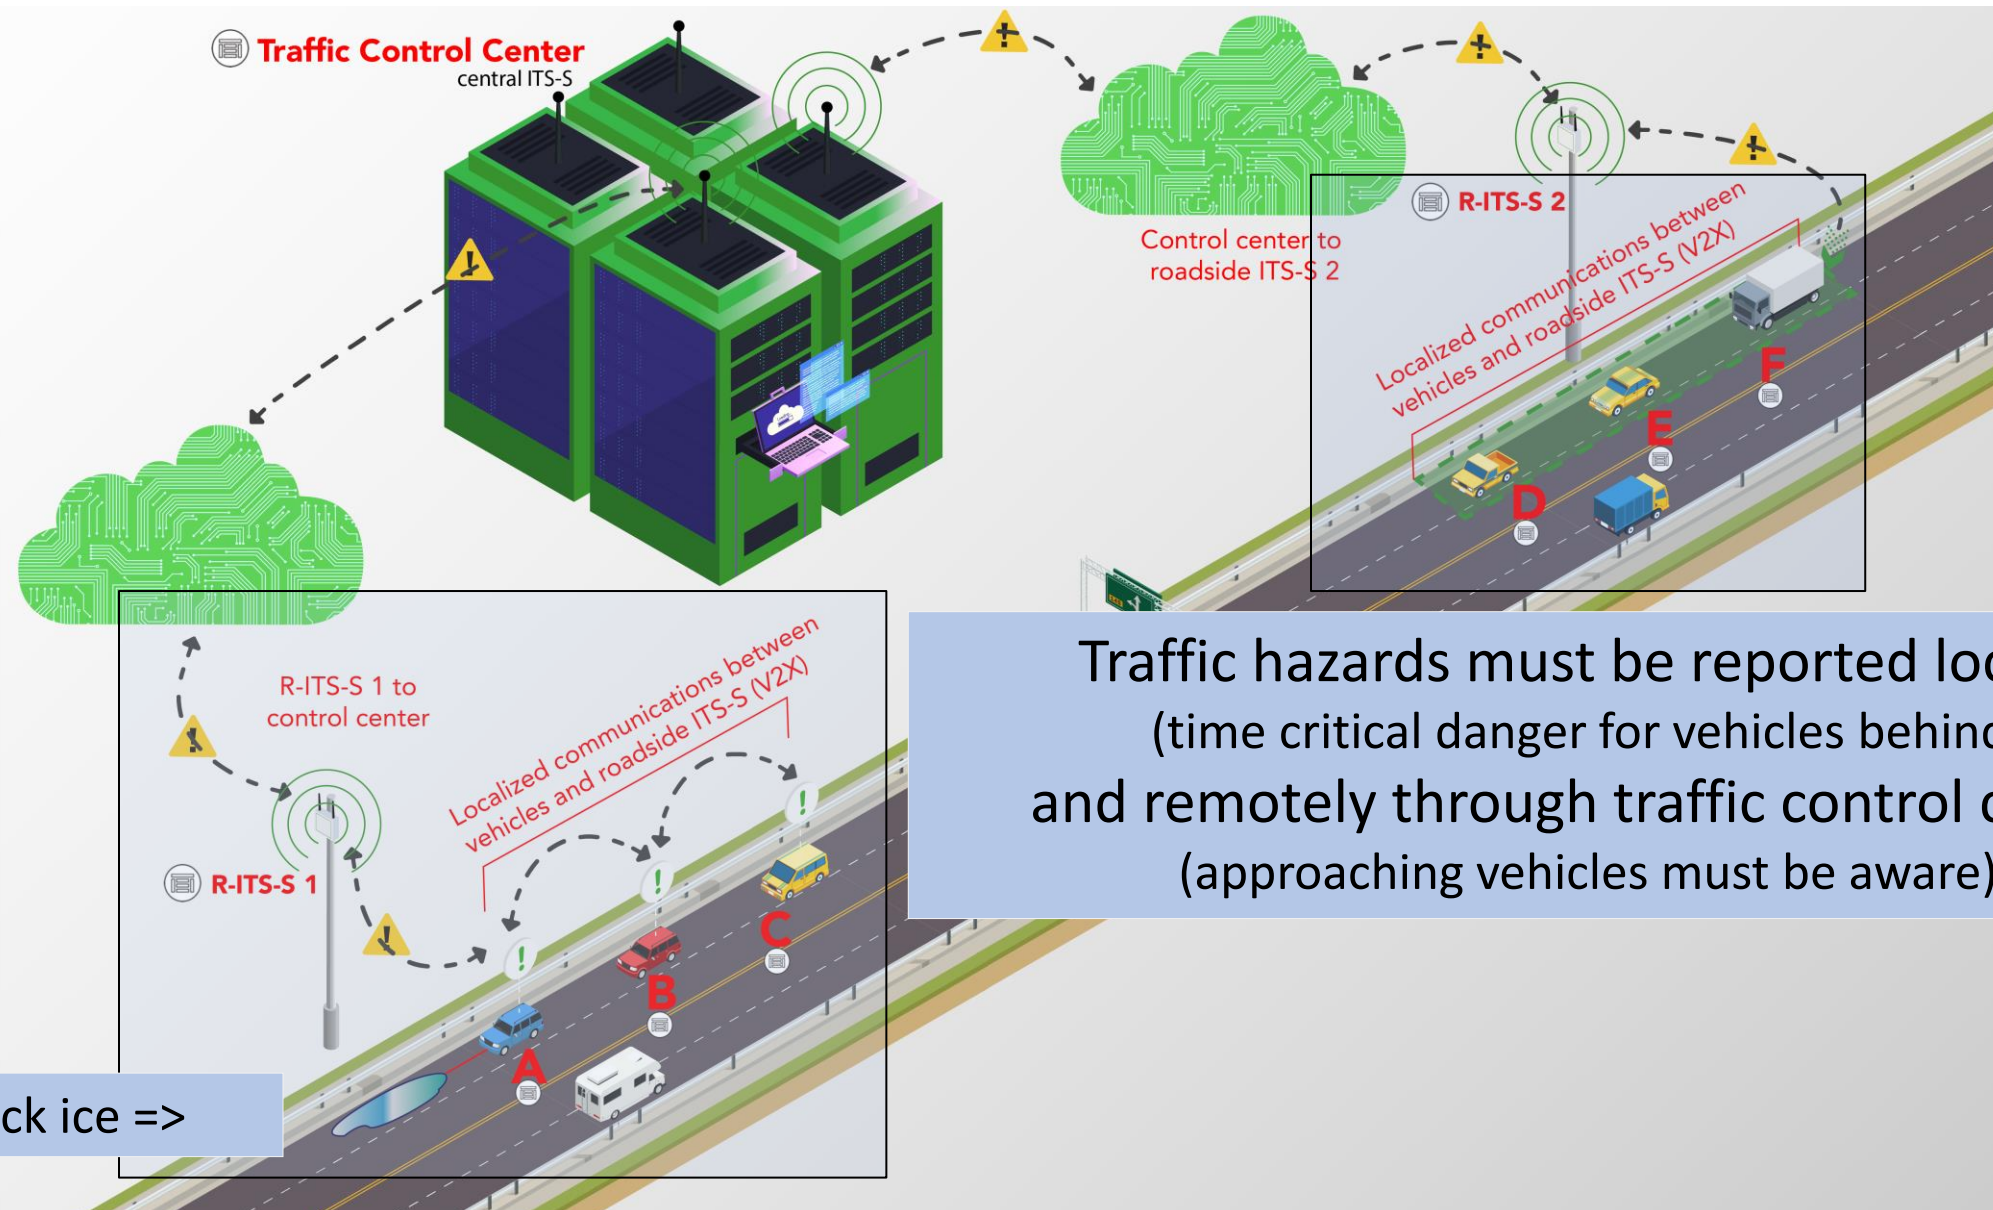 Traffic Control Center
central ITS-S
R-ITS-S 2
Control center to
roadside ITS-S 2
Localized communications between
vehicles and roadside ITS-S (V2X)
F
E
D
Traffic hazards must be reported
(time critical danger for vehicles
and remotely through traffic control
(approaching vehicles must be aware)
R-ITS-S 1 to
control center
Localized communications between
vehicles and roadside ITS-S (V2X)
R-ITS-S 1
C
B
A
ice =>